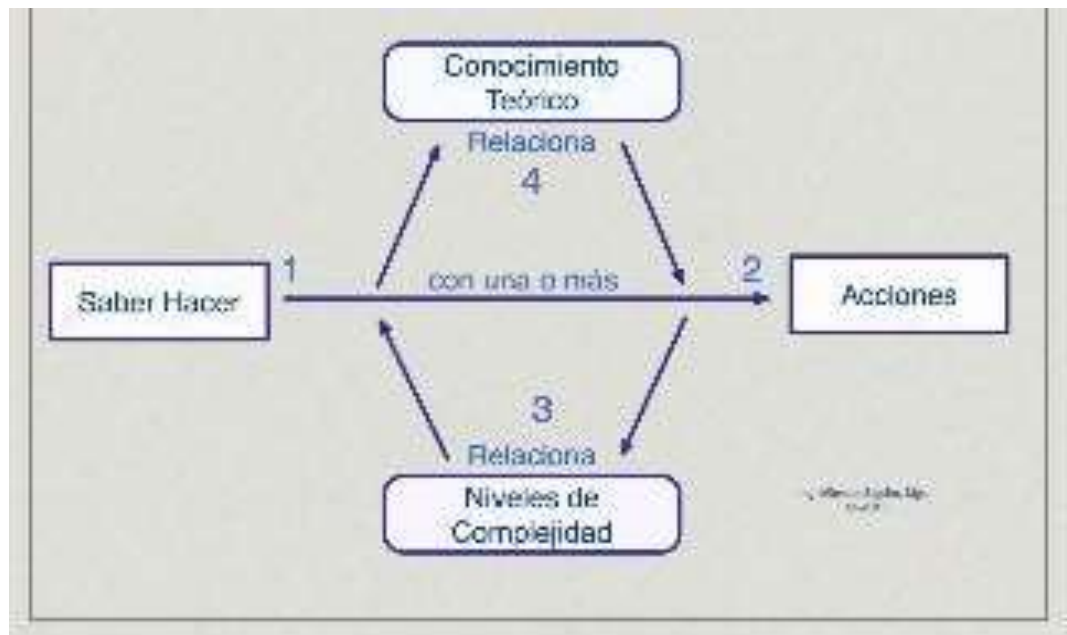 Conocimiento
Teórico
Relaciona
4
1
con una o más
2
Saber Hacer
Acciones
3
Relaciona
Niveles de
Complejidad